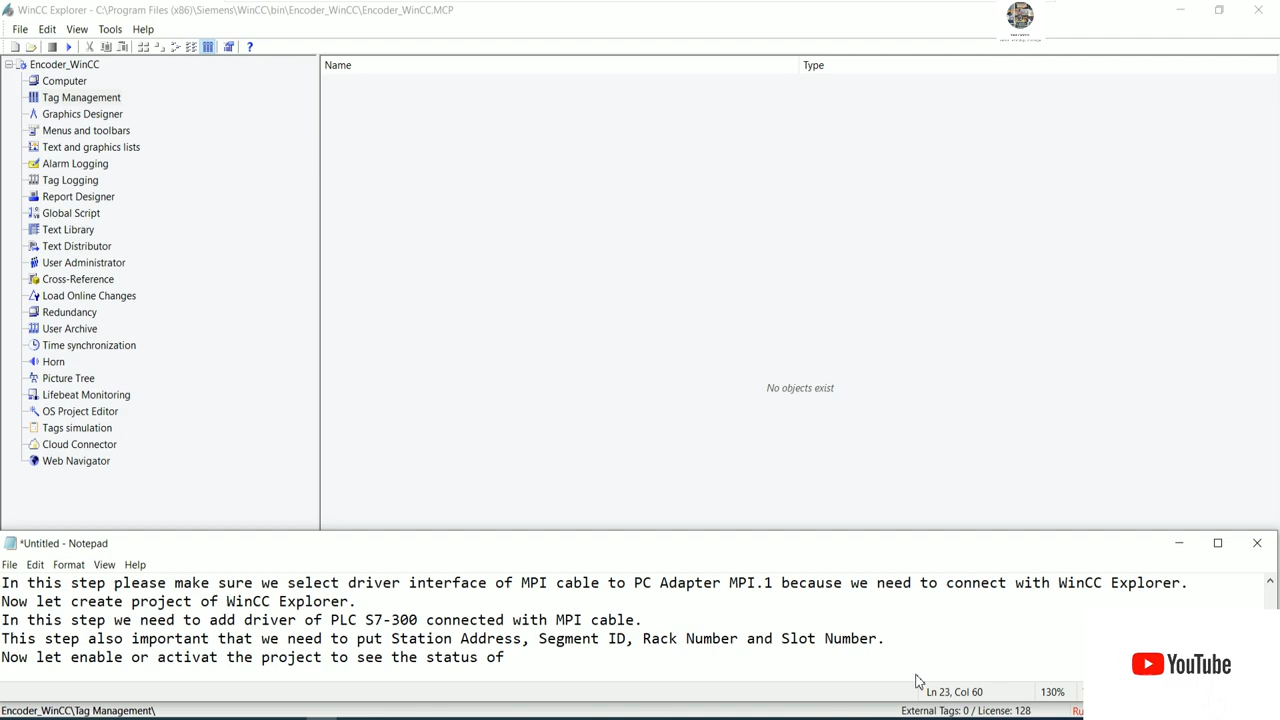 WinCC Explorer - C:\Program Files (x86)\Siemens\WinCC\bin\Encoder_WinCC\Encoder_WinCC.MCP
File Edit View Tools Help
Encoder_WinCC
Computer
Tag Management
Graphics Designer
Menus and toolbars
Text and graphics lists
Alarm Logging
Tag Logging
Report Designer
Global Script
Text Library
Text Distributor
User Administrator
Cross-Reference
Load Online Changes
Redundancy
User Archive
Time synchronization
Horn
Picture Tree
Lifebeat Monitoring
OS Project Editor
Tags simulation
Cloud Connector
Web Navigator
Name Type
No objects exist
*Untitled - Notepad
File Edit Format View Help
In this step please make sure we select driver interface of MPI cable to PC Adapter MPI.1 because we need to connect with WinCC Explorer.
Now let create project of WinCC Explorer.
In this step we need to add driver of PLC S7-300 connected with MPI cable.
This step also important that we need to put Station Address, Segment ID, Rack Number and Slot Number.
Now let enable or activat the project to see the status of
YouTube
Ln 23, Col 60 130%
Encoder_WinCC\Tag Management\ External Tags: 0 / License: 128 Ru